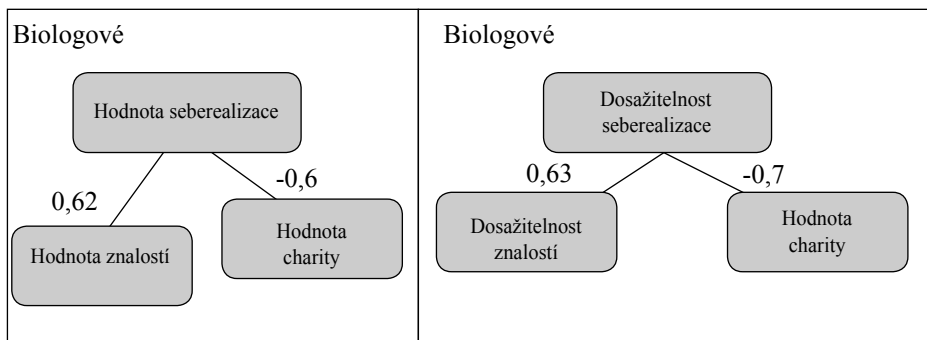 Biologové
Hodnota seberealizace
0,62
-0,6
Hodnota znalostí
Hodnota
charity
Biologové
Dosažitelnost
seberealizace
0,63
-0,7
Dosažitelnost
znalostí
Hodnota
charity